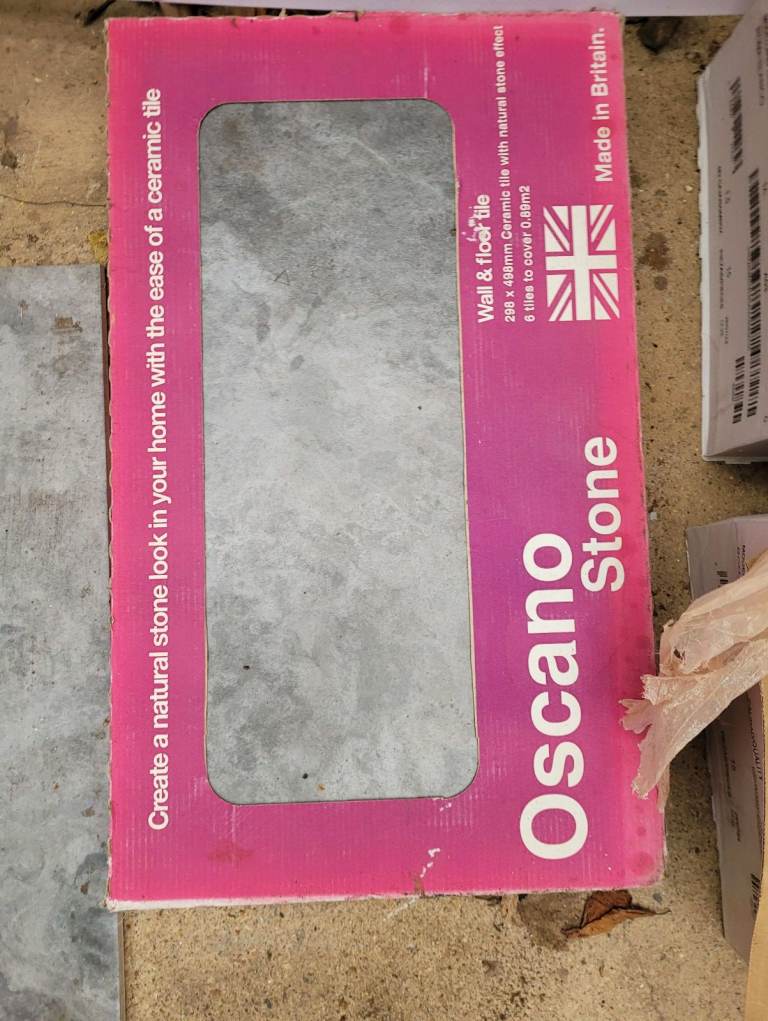 Create a natural stone look in your home with the ease of a ceramic tile
Wall & floor tile
298 x 498mm Ceramic tile with natural stone effect
6 tiles to cover 0.89m2
Made in Britain.
Oscano
Stone